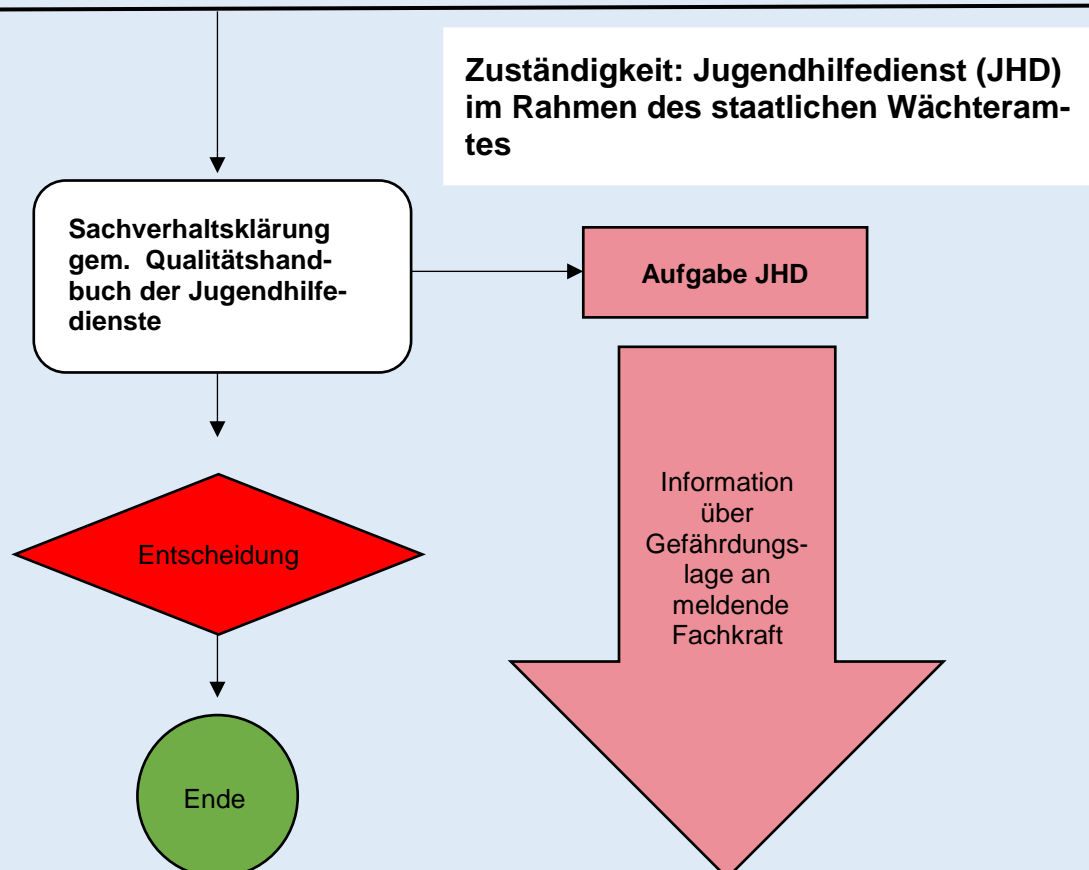 Zuständigkeit: Jugendhilfedienst (JHD)
im Rahmen des staatlichen Wächteram-
tes
Sachverhaltsklärung
gem.  Qualitätshand-
buch der Jugendhilfe-
dienste
Aufgabe JHD
Information
über
Gefährdungs-
lage an
meldende
Fachkraft
Entscheidung
Ende